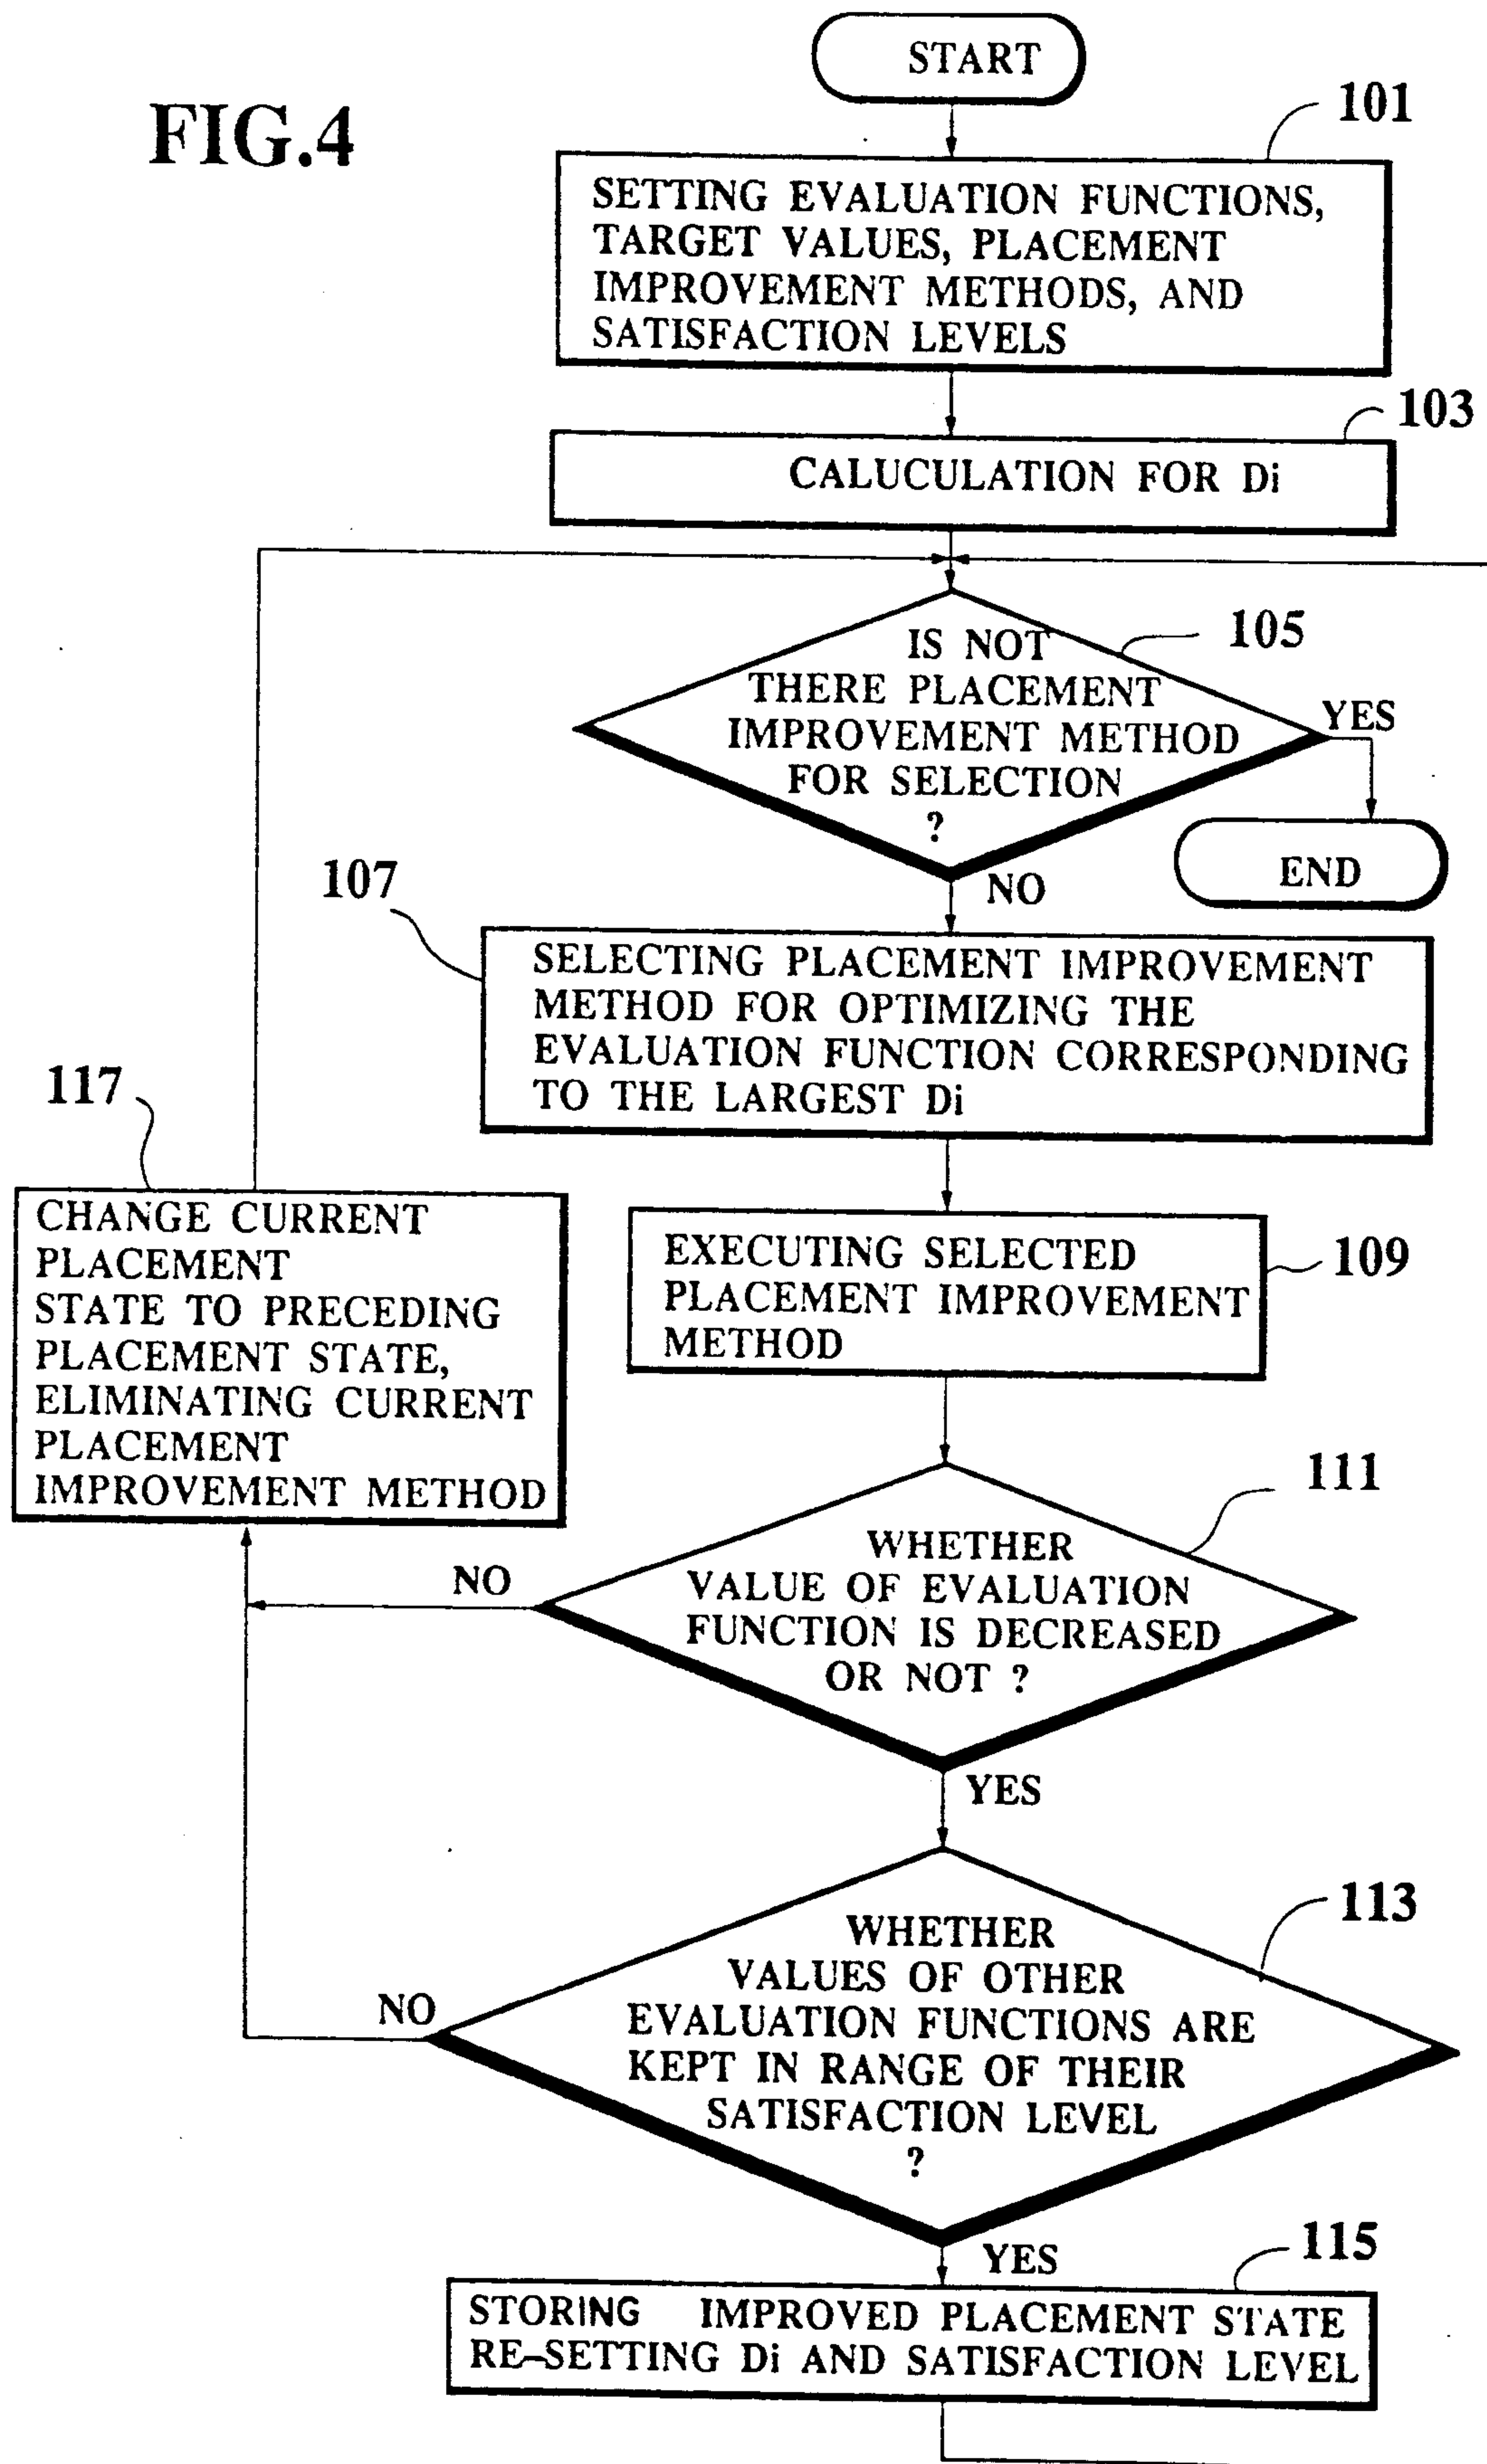 START
FIG.4
101
SETTING EVALUATION FUNCTIONS,
TARGET VALUES, PLACEMENT
IMPROVEMENT METHODS, AND
SATISFACTION LEVELS
103
CALUCULATION FOR Di
105
IS NOT
THERE PLACEMENT
IMPROVEMENT METHOD
FOR SELECTION
?
YES
END
NO
107
SELECTING PLACEMENT IMPROVEMENT
METHOD FOR OPTIMIZING THE
EVALUATION FUNCTION CORRESPONDING
TO THE LARGEST Di
117
CHANGE CURRENT
PLACEMENT
STATE TO PRECEDING
PLACEMENT STATE,
ELIMINATING CURRENT
PLACEMENT
IMPROVEMENT METHOD
EXECUTING SELECTED
PLACEMENT IMPROVEMENT
METHOD
109
111
WHETHER
VALUE OF EVALUATION
FUNCTION IS DECREASED
OR NOT ?
NO
YES
113
WHETHER
VALUES OF OTHER
EVALUATION FUNCTIONS ARE
KEPT IN RANGE OF THEIR
SATISFACTION LEVEL
?
NO
YES
115
STORING IMPROVED PLACEMENT STATE
RE-SETTING Di AND SATISFACTION LEVEL